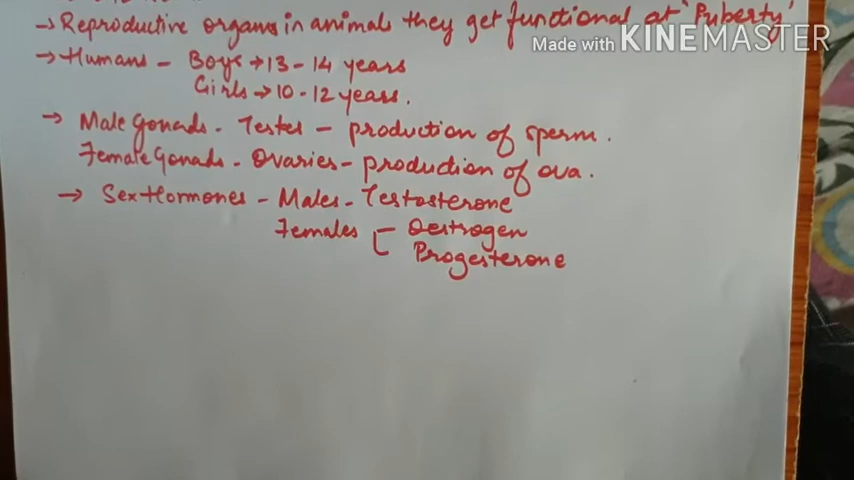 → Reproductive organs in animals they get functional at 'Puberty'
Made with KINEMASTER
→ Humans - Boys → 13 - 14 years
Girls → 10 - 12 years.
→ Male Gonads - Testes - production of sperm.
Female Gonads - Ovaries - production of ova.
→ Sex Hormones - Males - Testosterone
Females [ Oestrogen
Progesterone